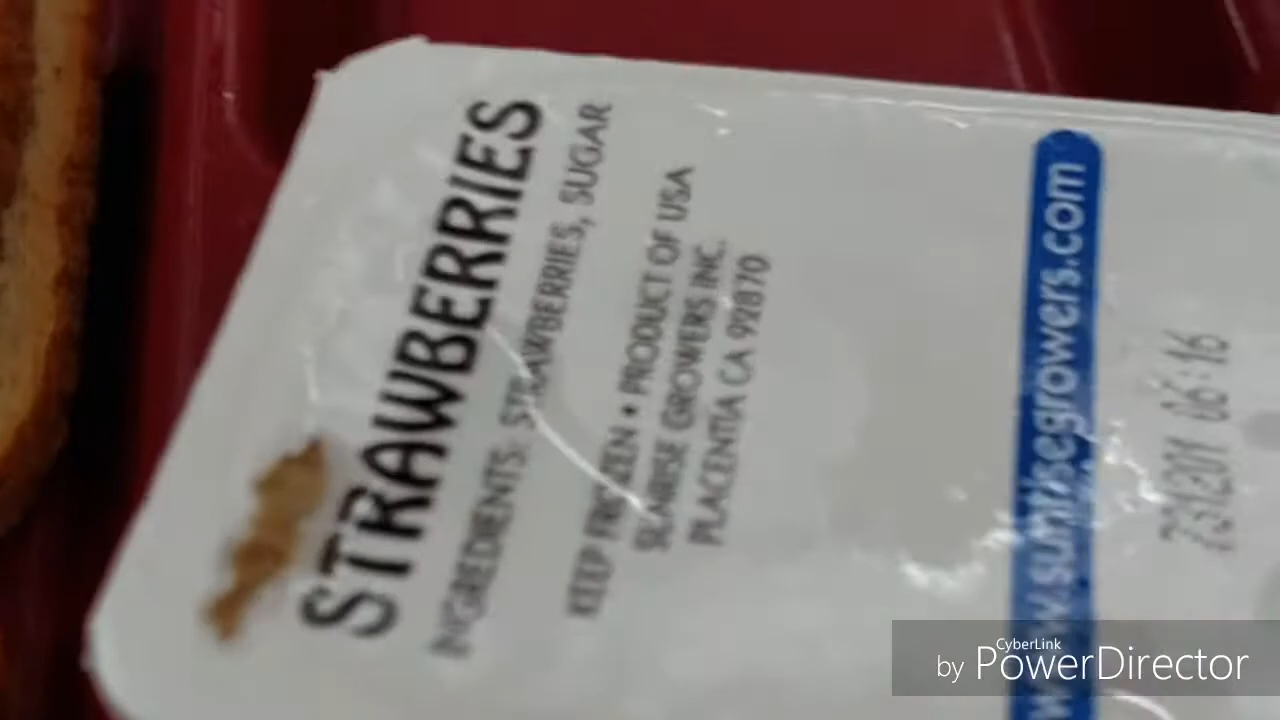 STRAWBERRIES
INGREDIENTS: STRAWBERRIES, SUGAR
KEEP FROZEN • PRODUCT OF USA
SUNRISE GROWERS INC.
PLACENTIA CA 92870
www.sunrisegrowers.com
231201 06:16
CyberLink
by PowerDirector